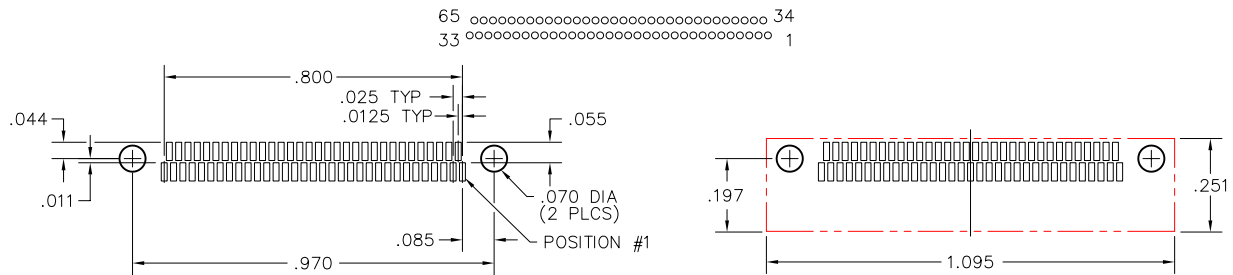 65 34
33 1
.800
.025 TYP
.0125 TYP
.044
.055
.011
.070 DIA
(2 PLCS)
.085
POSITION #1
.970
.197
.251
1.095